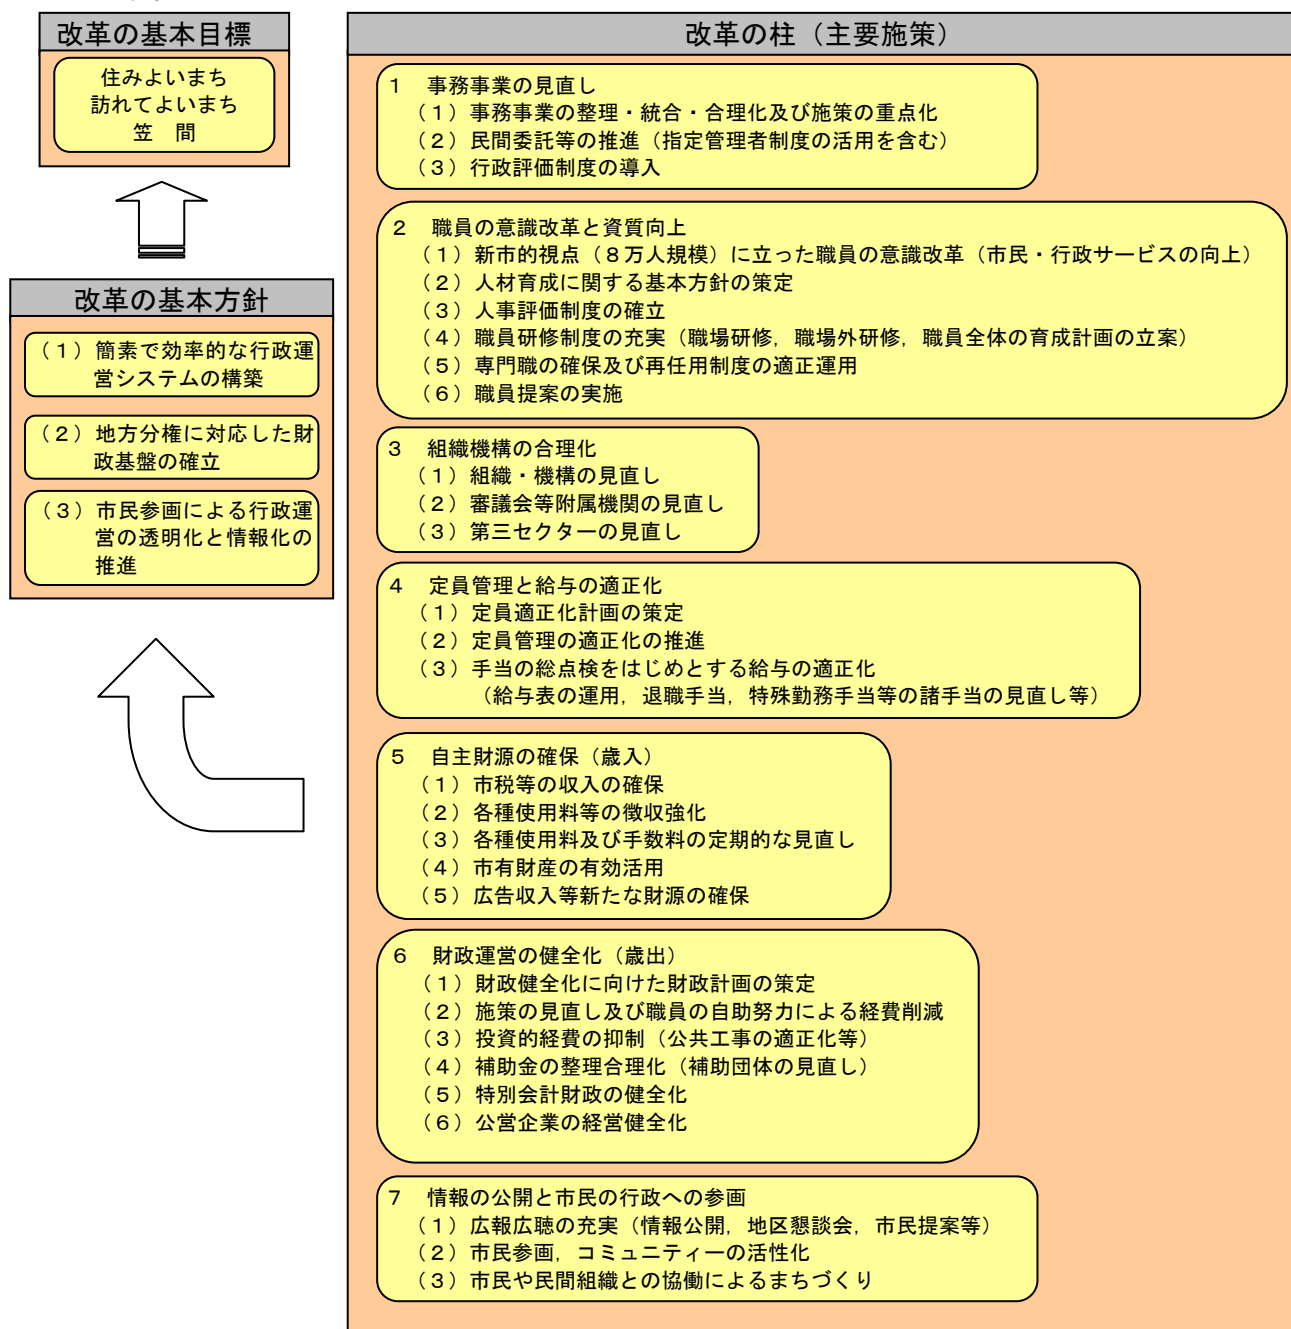 改革の基本目標
住みよいまち
訪れてよいまち
笠　間
改革の基本方針
（１）簡素で効率的な行政運
営システムの構築
（２）地方分権に対応した財
政基盤の確立
（３）市民参画による行政運
営の透明化と情報化の
推進
改革の柱（主要施策）
１　事務事業の見直し
（１）事務事業の整理・統合・合理化及び施策の重点化
（２）民間委託等の推進（指定管理者制度の活用を含む）
（３）行政評価制度の導入
２　職員の意識改革と資質向上
（１）新市的視点（８万人規模）に立った職員の意識改革（市民・行政サービスの向上）
（２）人材育成に関する基本方針の策定
（３）人事評価制度の確立
（４）職員研修制度の充実（職場研修，職場外研修，職員全体の育成計画の立案）
（５）専門職の確保及び再任用制度の適正運用
（６）職員提案の実施
３　組織機構の合理化
（１）組織・機構の見直し
（２）審議会等附属機関の見直し
（３）第三セクターの見直し
４　定員管理と給与の適正化
（１）定員適正化計画の策定
（２）定員管理の適正化の推進
（３）手当の総点検をはじめとする給与の適正化
（給与表の運用，退職手当，特殊勤務手当等の諸手当の見直し等）
５　自主財源の確保（歳入）
（１）市税等の収入の確保
（２）各種使用料等の徴収強化
（３）各種使用料及び手数料の定期的な見直し
（４）市有財産の有効活用
（５）広告収入等新たな財源の確保
６　財政運営の健全化（歳出）
（１）財政健全化に向けた財政計画の策定
（２）施策の見直し及び職員の自助努力による経費削減
（３）投資的経費の抑制（公共工事の適正化等）
（４）補助金の整理合理化（補助団体の見直し）
（５）特別会計財政の健全化
（６）公営企業の経営健全化
７　情報の公開と市民の行政への参画
（１）広報広聴の充実（情報公開，地区懇談会，市民提案等）
（２）市民参画，コミュニティーの活性化
（３）市民や民間組織との協働によるまちづくり